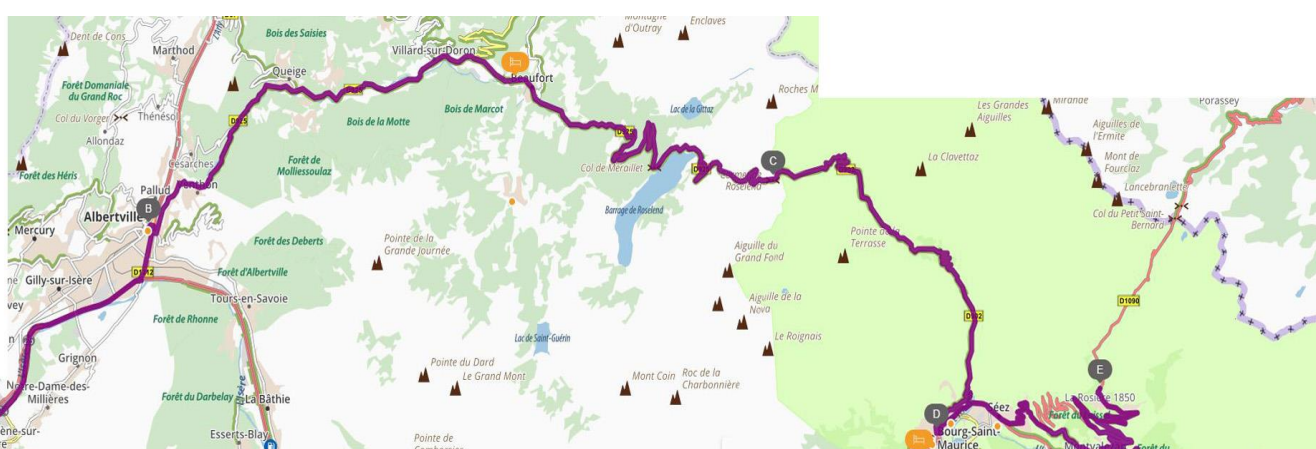 Dent de Cons
Marthod
Bois des Saisies
Villard-sur-Doron
d'Outray
Enclaves
Queige
Beaufort
Forêt Domaniale
du Grand Roc
Bois de Marcot
Lac de la Gittaz
Roches M
Les Grandes
Aiguilles
Mirande
Porassey
Col du Vorger
Thénésol
D925
Bois de la Motte
D925
Aiguilles de
l'Ermite
Allondaz
Césarches
Forêt de
Molliessoulaz
Col de Meraillet
C
La Clavettaz
Mont de
Fourclaz
Forêt des Héris
Pallud
Lancebranlette
Albertville
B
Barrage de Roselend
Col du Petit Saint-
Bernard
Mercury
Forêt des Deberts
Pointe de la
Grande Journée
Pointe de la
Terrasse
Aiguille du
Grand Fond
Gilly-sur-Isère
D1212
Forêt d'Albertville
Tours-en-Savoie
Aiguille de la
Nova
D1090
Forêt de Rhonne
D902
Lac de Saint-Guérin
Le Roignais
Grignon
Pointe du Dard
Le Grand Mont
Mont Coin
Roc de la
Charbonnière
E
Notre-Dame-des-
Millières
Isère
Forêt du Darbelay
La Bâthie
La Rosière 1850
D
Séez
Esserts-Blay
Pointe de
Bourg-Saint-
Maurice
Forêt du